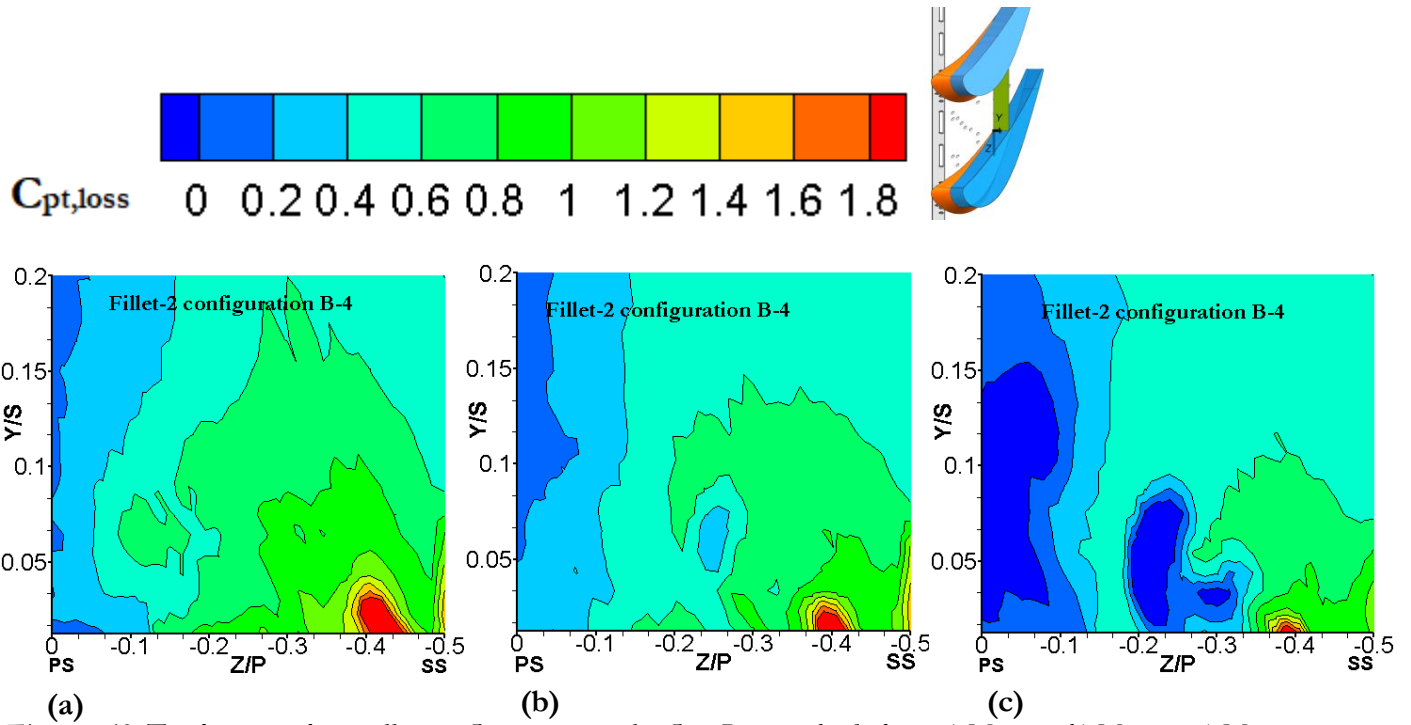 Cpt,loss
0 0.2 0.4 0.6 0.8 1 1.2 1.4 1.6 1.8
Y
Z
0.2
0.15
0.1
0.05
Y/S
Fillet-2 configuration B-4
0 -0.1 -0.2 -0.3 -0.4 -0.5
PS Z/P SS
(a)
0.2
0.15
0.1
0.05
Y/S
Fillet-2 configuration B-4
0 -0.1 -0.2 -0.3 -0.4 -0.5
PS Z/P SS
(b)
0.2
0.15
0.1
0.05
Y/S
Fillet-2 configuration B-4
0 -0.1 -0.2 -0.3 -0.4 -0.5
PS Z/P SS
(c)